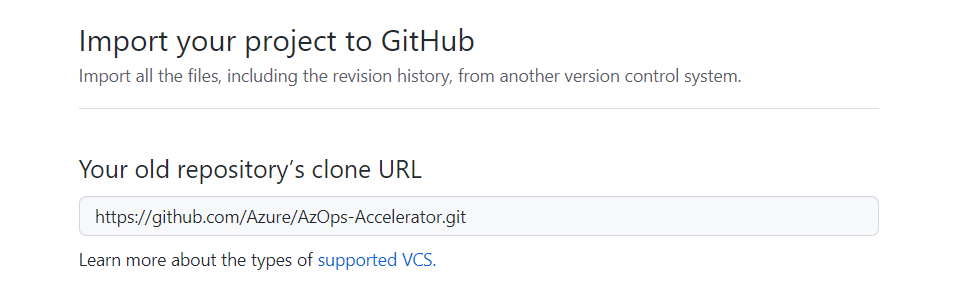 Import your project to GitHub
Import all the files, including the revision history, from another version control system.
Your old repository’s clone URL
https://github.com/Azure/AzOps-Accelerator.git
Learn more about the types of supported VCS.